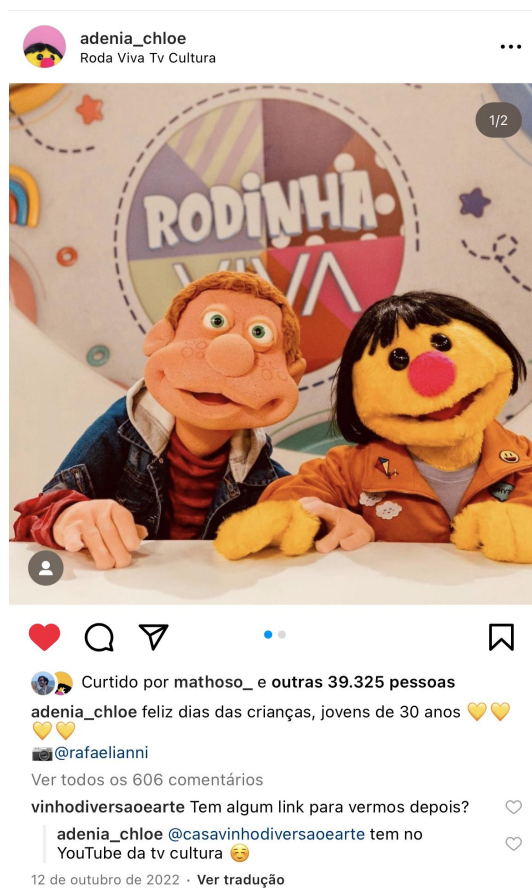 adenia_chloe
Roda Viva Tv Cultura
1/2
RODINHA
VIVA
Curtido por mathoso_ e outras 39.325 pessoas
adenia_chloe feliz dias das crianças, jovens de 30 anos 💛💛
💛💛
📷@rafaelianni
Ver todos os 606 comentários
vinhodiversaoearte Tem algum link para vermos depois?
adenia_chloe @casavinhodiversaoearte tem no
YouTube da tv cultura ☺️
12 de outubro de 2022 · Ver tradução